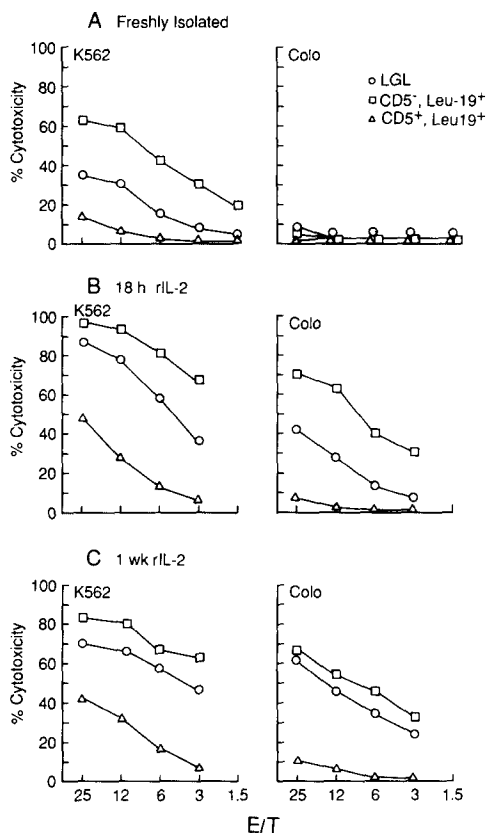 A Freshly Isolated
K562
Colo
LGL
CD5⁻, Leu-19⁺
CD5⁺, Leu19⁺
% Cytotoxicity
100
80
60
40
20
0
B 18 h rIL-2
K562
Colo
% Cytotoxicity
100
80
60
40
20
0
C 1 wk rIL-2
K562
Colo
% Cytotoxicity
100
80
60
40
20
0
25 12 6 3 1.5
25 12 6 3 1.5
E/T